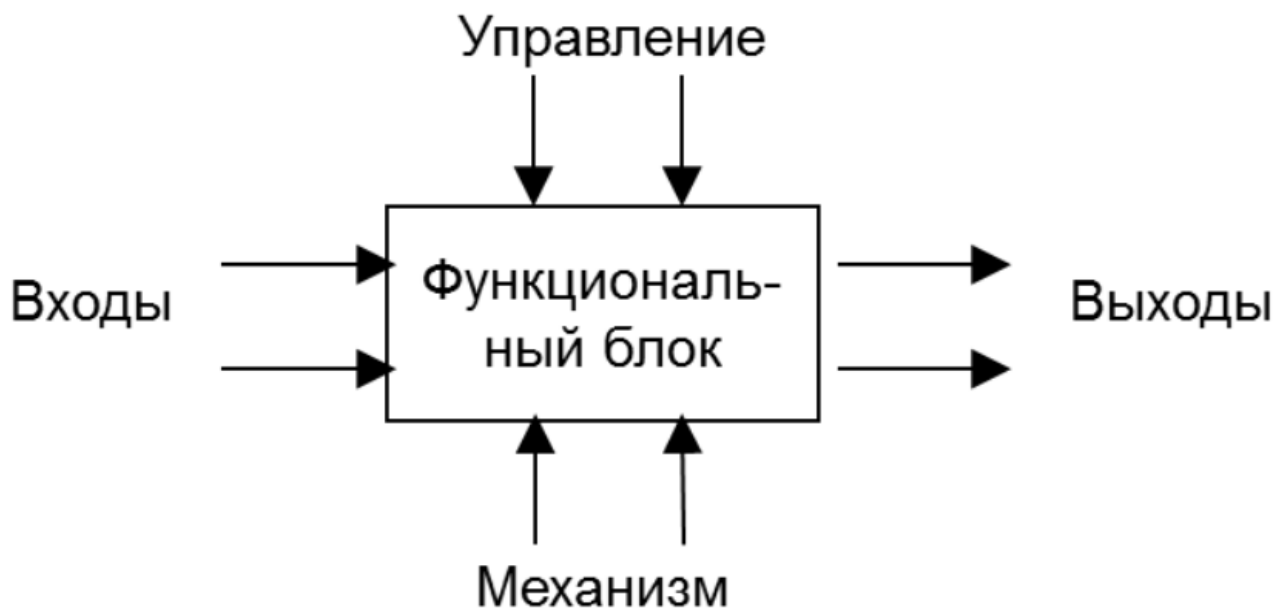 Управление
Входы
Функциональ-
ный блок
Выходы
Механизм